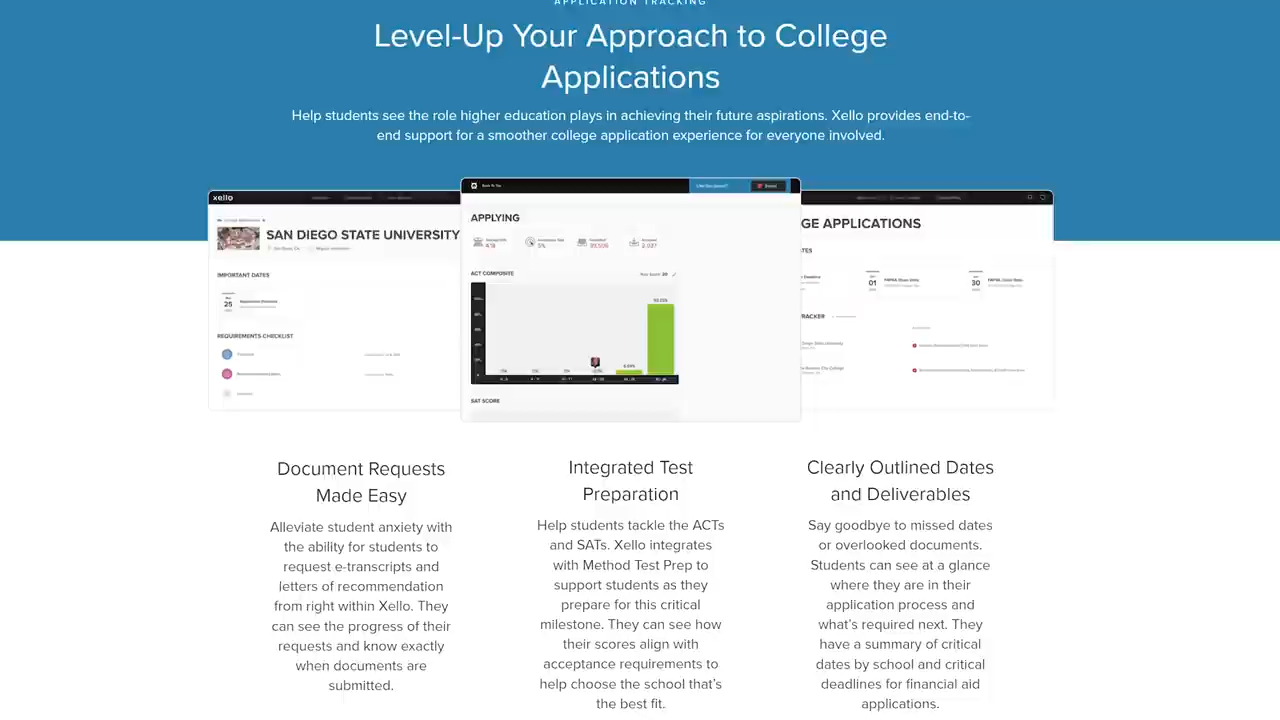 APPLICATION TRACKING
Level-Up Your Approach to College
Applications
Help students see the role higher education plays in achieving their future aspirations. Xello provides end-to-
end support for a smoother college application experience for everyone involved.
xello
SAN DIEGO STATE UNIVERSITY
IMPORTANT DATES
25
REQUIREMENTS CHECKLIST
APPLYING
ACT COMPOSITE
SAT SCORE
GE APPLICATIONS
01
30
Document Requests
Made Easy
Alleviate student anxiety with
the ability for students to
request e-transcripts and
letters of recommendation
from right within Xello. They
can see the progress of their
requests and know exactly
when documents are
submitted.
Integrated Test
Preparation
Help students tackle the ACTs
and SATs. Xello integrates
with Method Test Prep to
support students as they
prepare for this critical
milestone. They can see how
their scores align with
acceptance requirements to
help choose the school that's
the best fit.
Clearly Outlined Dates
and Deliverables
Say goodbye to missed dates
or overlooked documents.
Students can see at a glance
where they are in their
application process and
what's required next. They
have a summary of critical
dates by school and critical
deadlines for financial aid
applications.